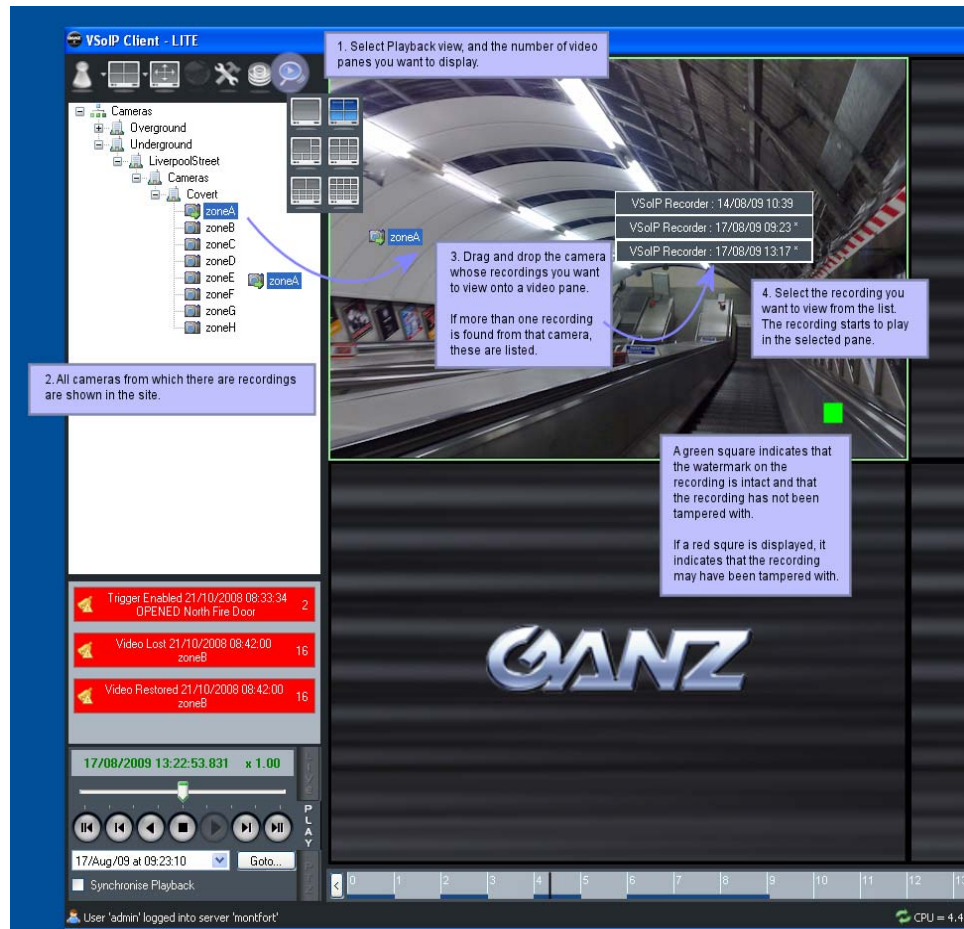 VSoIP Client - LITE
1. Select Playback view, and the number of video
panes you want to display.
Cameras
Overground
Underground
LiverpoolStreet
Cameras
Covert
zoneA
zoneB
zoneC
zoneD
zoneE
zoneF
zoneG
zoneH
zoneA
zoneA
VSoIP Recorder : 14/08/09 10:39
VSoIP Recorder : 17/08/09 09:23 *
VSoIP Recorder : 17/08/09 13:17 *
3. Drag and drop the camera
whose recordings you want
to view onto a video pane.
If more than one recording
is found from that camera,
these are listed.
4. Select the recording you
want to view from the list.
The recording starts to play
in the selected pane.
2. All cameras from which there are recordings
are shown in the site.
A green square indicates that
the watermark on the
recording is intact and that
the recording has not been
tampered with.
If a red squre is displayed, it
indicates that the recording
may have been tampered with.
Trigger Enabled 21/10/2008 08:33:34
OPENED North Fire Door
2
Video Lost 21/10/2008 08:42:00
zoneB
16
Video Restored 21/10/2008 08:42:00
zoneB
16
GANZ
17/08/2009 13:22:53.831 x 1.00
LIVE
PLAY
PTZ
17/Aug/09 at 09:23:10
Goto...
Synchronise Playback
0 1 2 3 4 5 6 7 8 9 10 11 12 13
User 'admin' logged into server 'montfort'
CPU = 4.4